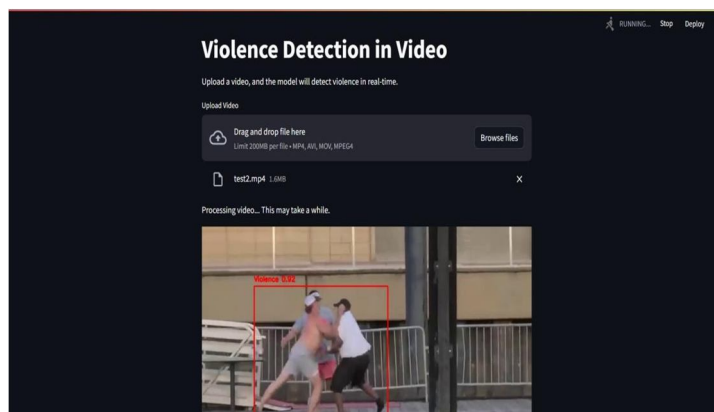 RUNNING... Stop Deploy
Violence Detection in Video
Upload a video, and the model will detect violence in real-time.
Upload Video
Drag and drop file here
Limit 200MB per file • MP4, AVI, MOV, MPEG4
Browse files
test2.mp4 1.6MB
Processing video... This may take a while.
Violence 0.92